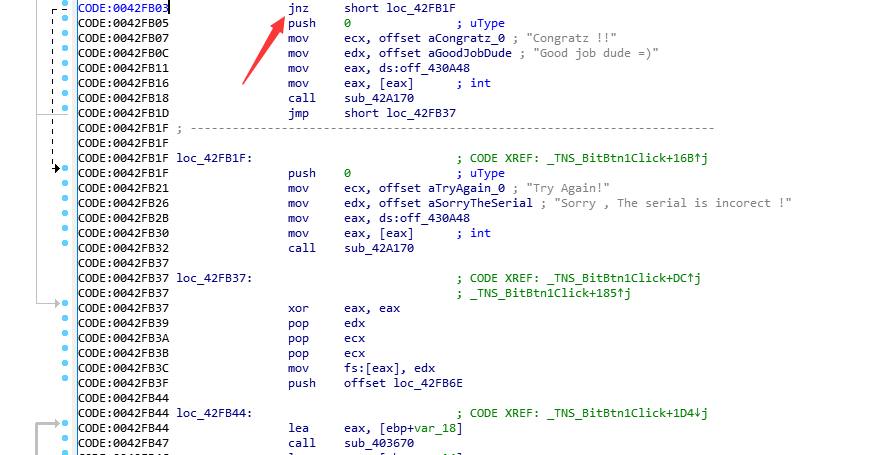 CODE:0042FB03 jnz short loc_42FB1F
CODE:0042FB05 push 0 ; uType
CODE:0042FB07 mov ecx, offset aCongratz_0 ; "Congratz !!"
CODE:0042FB0C mov edx, offset aGoodJobDude ; "Good job dude =)"
CODE:0042FB11 mov eax, ds:off_430A48
CODE:0042FB16 mov eax, [eax] ; int
CODE:0042FB18 call sub_42A170
CODE:0042FB1D jmp short loc_42FB37
CODE:0042FB1F ; ---------------------------------------------------------------------------
CODE:0042FB1F
CODE:0042FB1F loc_42FB1F: ; CODE XREF: _TNS_BitBtn1Click+16B↑j
CODE:0042FB1F push 0 ; uType
CODE:0042FB21 mov ecx, offset aTryAgain_0 ; "Try Again!"
CODE:0042FB26 mov edx, offset aSorryTheSerial ; "Sorry , The serial is incorect !"
CODE:0042FB2B mov eax, ds:off_430A48
CODE:0042FB30 mov eax, [eax] ; int
CODE:0042FB32 call sub_42A170
CODE:0042FB37
CODE:0042FB37 loc_42FB37: ; CODE XREF: _TNS_BitBtn1Click+DC↑j
CODE:0042FB37 ; _TNS_BitBtn1Click+185↑j
CODE:0042FB37 xor eax, eax
CODE:0042FB39 pop edx
CODE:0042FB3A pop ecx
CODE:0042FB3B pop ecx
CODE:0042FB3C mov fs:[eax], edx
CODE:0042FB3F push offset loc_42FB6E
CODE:0042FB44
CODE:0042FB44 loc_42FB44: ; CODE XREF: _TNS_BitBtn1Click+1D4↓j
CODE:0042FB44 lea eax, [ebp+var_18]
CODE:0042FB47 call sub_403670